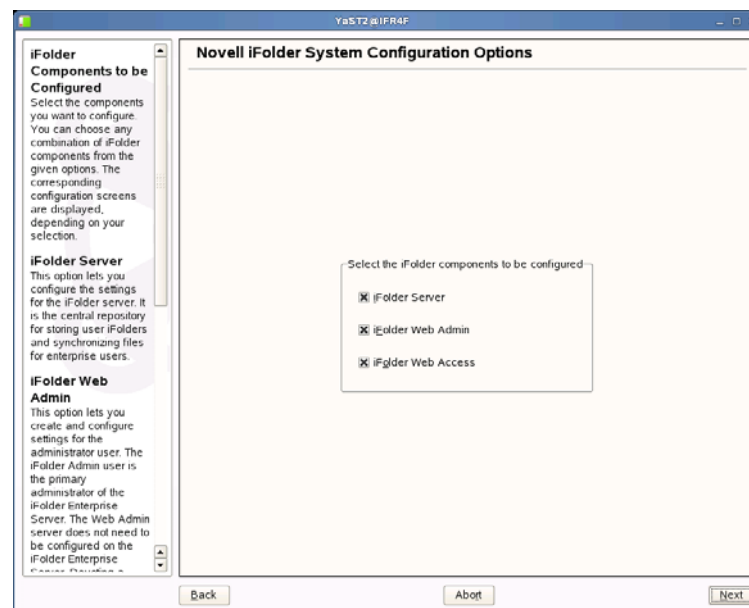 YaST2@IFR4F
iFolder
Components to be
Configured
Select the components
you want to configure.
You can choose any
combination of iFolder
components from the
given options. The
corresponding
configuration screens
are displayed,
depending on your
selection.
iFolder Server
This option lets you
configure the settings
for the iFolder server. It
is the central repository
for storing user iFolders
and synchronizing files
for enterprise users.
iFolder Web
Admin
This option lets you
create and configure
settings for the
administrator user. The
iFolder Admin user is
the primary
administrator of the
iFolder Enterprise
Server. The Web Admin
server does not need to
be configured on the
iFolder Enterprise
Novell iFolder System Configuration Options
Select the iFolder components to be configured
iFolder Server
iFolder Web Admin
iFolder Web Access
Back
Abort
Next